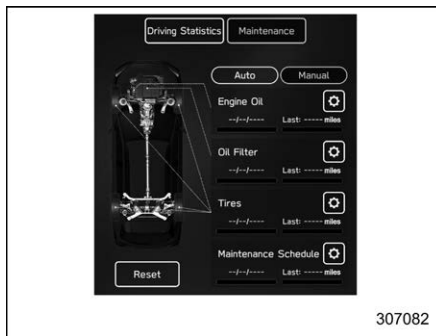 Driving Statistics Maintenance
Auto Manual
Engine Oil
--/--/---- Last: ----- miles
Oil Filter
--/--/---- Last: ----- miles
Tires
--/--/---- Last: ----- miles
Maintenance Schedule
--/--/---- Last: ----- miles
Reset
307082